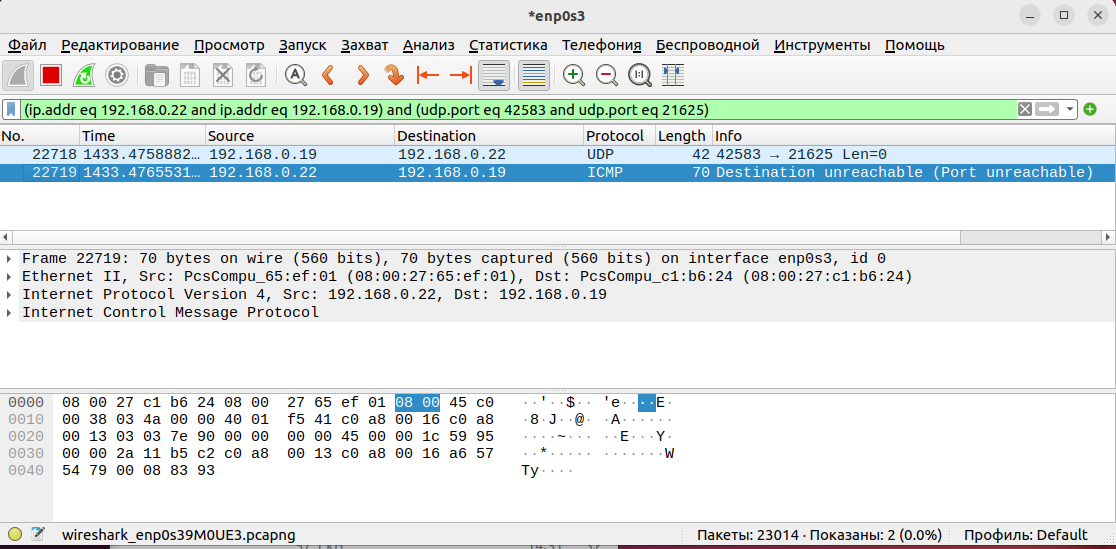 *enp0s3
Файл Редактирование Просмотр Запуск Захват Анализ Статистика Телефония Беспроводной Инструменты Помощь
(ip.addr eq 192.168.0.22 and ip.addr eq 192.168.0.19) and (udp.port eq 42583 and udp.port eq 21625)
No. Time Source Destination Protocol Length Info
22718 1433.4758882… 192.168.0.19 192.168.0.22 UDP 42 42583 → 21625 Len=0
22719 1433.4765531… 192.168.0.22 192.168.0.19 ICMP 70 Destination unreachable (Port unreachable)
Frame 22719: 70 bytes on wire (560 bits), 70 bytes captured (560 bits) on interface enp0s3, id 0
Ethernet II, Src: PcsCompu_65:ef:01 (08:00:27:65:ef:01), Dst: PcsCompu_c1:b6:24 (08:00:27:c1:b6:24)
Internet Protocol Version 4, Src: 192.168.0.22, Dst: 192.168.0.19
Internet Control Message Protocol
0000 08 00 27 c1 b6 24 08 00 27 65 ef 01 08 00 45 c0 ··'··$·· 'e····E·
0010 00 38 03 4a 00 00 40 01 f5 41 c0 a8 00 16 c0 a8 ·8·J··@· ·A······
0020 00 13 03 03 7e 90 00 00 00 00 45 00 00 1c 59 95 ····~··· ··E···Y·
0030 00 00 2a 11 b5 c2 c0 a8 00 13 c0 a8 00 16 a6 57 ··*····· ·······W
0040 54 79 00 08 83 93 Ty····
wireshark_enp0s39M0UE3.pcapng Пакеты: 23014 · Показаны: 2 (0.0%) Профиль: Default